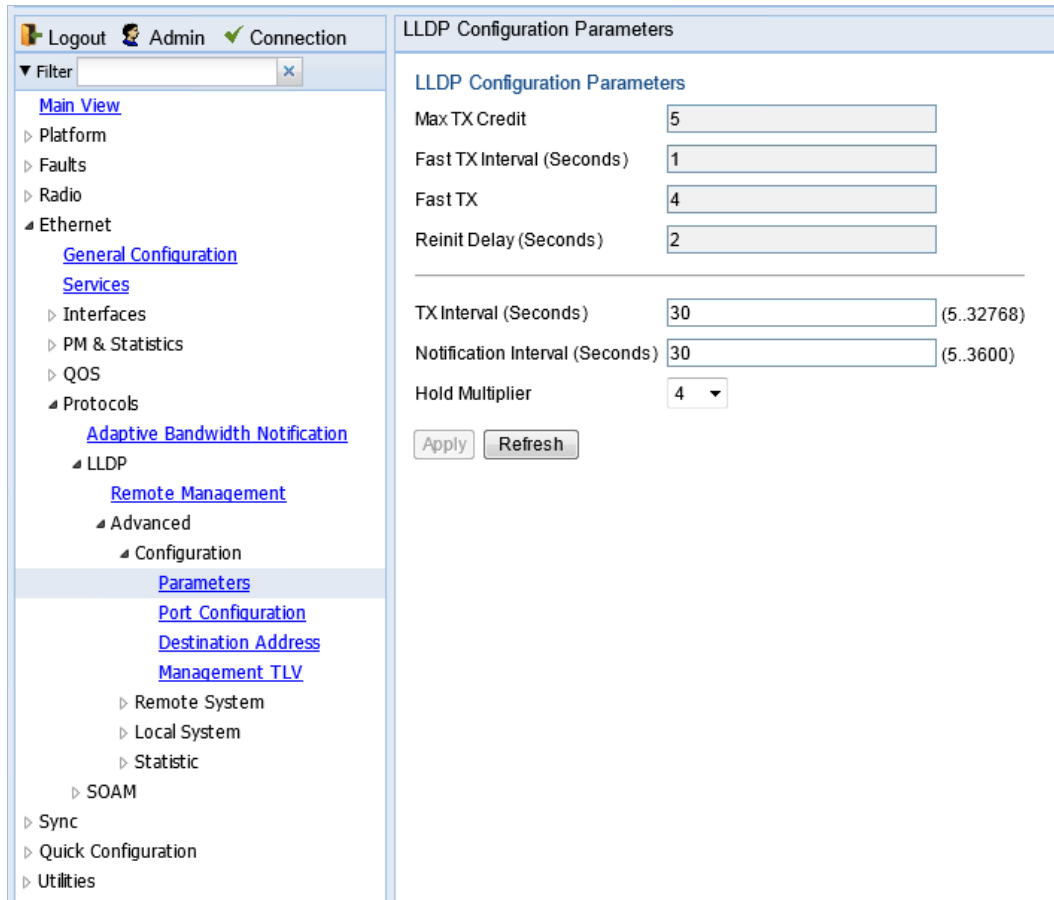 Logout Admin Connection
Filter
Main View
Platform
Faults
Radio
Ethernet
General Configuration
Services
Interfaces
PM & Statistics
QOS
Protocols
Adaptive Bandwidth Notification
LLDP
Remote Management
Advanced
Configuration
Parameters
Port Configuration
Destination Address
Management TLV
Remote System
Local System
Statistic
SOAM
Sync
Quick Configuration
Utilities
LLDP Configuration Parameters
LLDP Configuration Parameters
Max TX Credit 5
Fast TX Interval (Seconds) 1
Fast TX 4
Reinit Delay (Seconds) 2
TX Interval (Seconds) 30 (5..32768)
Notification Interval (Seconds) 30 (5..3600)
Hold Multiplier 4
Apply Refresh